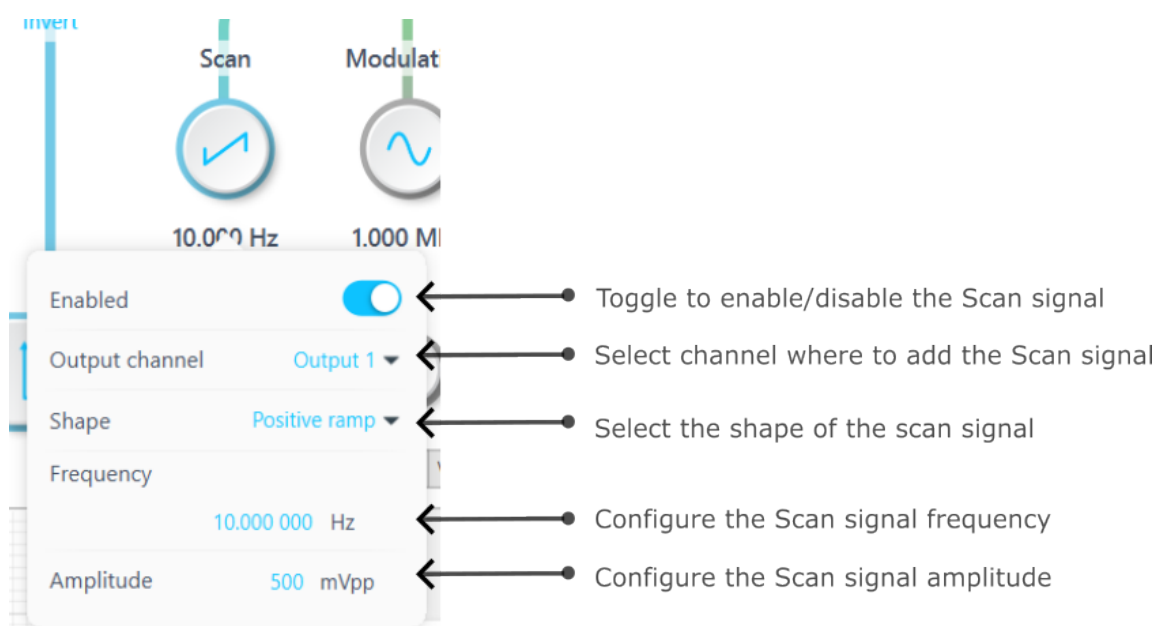 Invert
Scan
Modulat
10.000 Hz
1.000 M
Enabled
Toggle to enable/disable the Scan signal
Output channel
Output 1
Select channel where to add the Scan signal
Shape
Positive ramp
Select the shape of the scan signal
Frequency
10.000 000 Hz
Configure the Scan signal frequency
Amplitude
500 mVpp
Configure the Scan signal amplitude